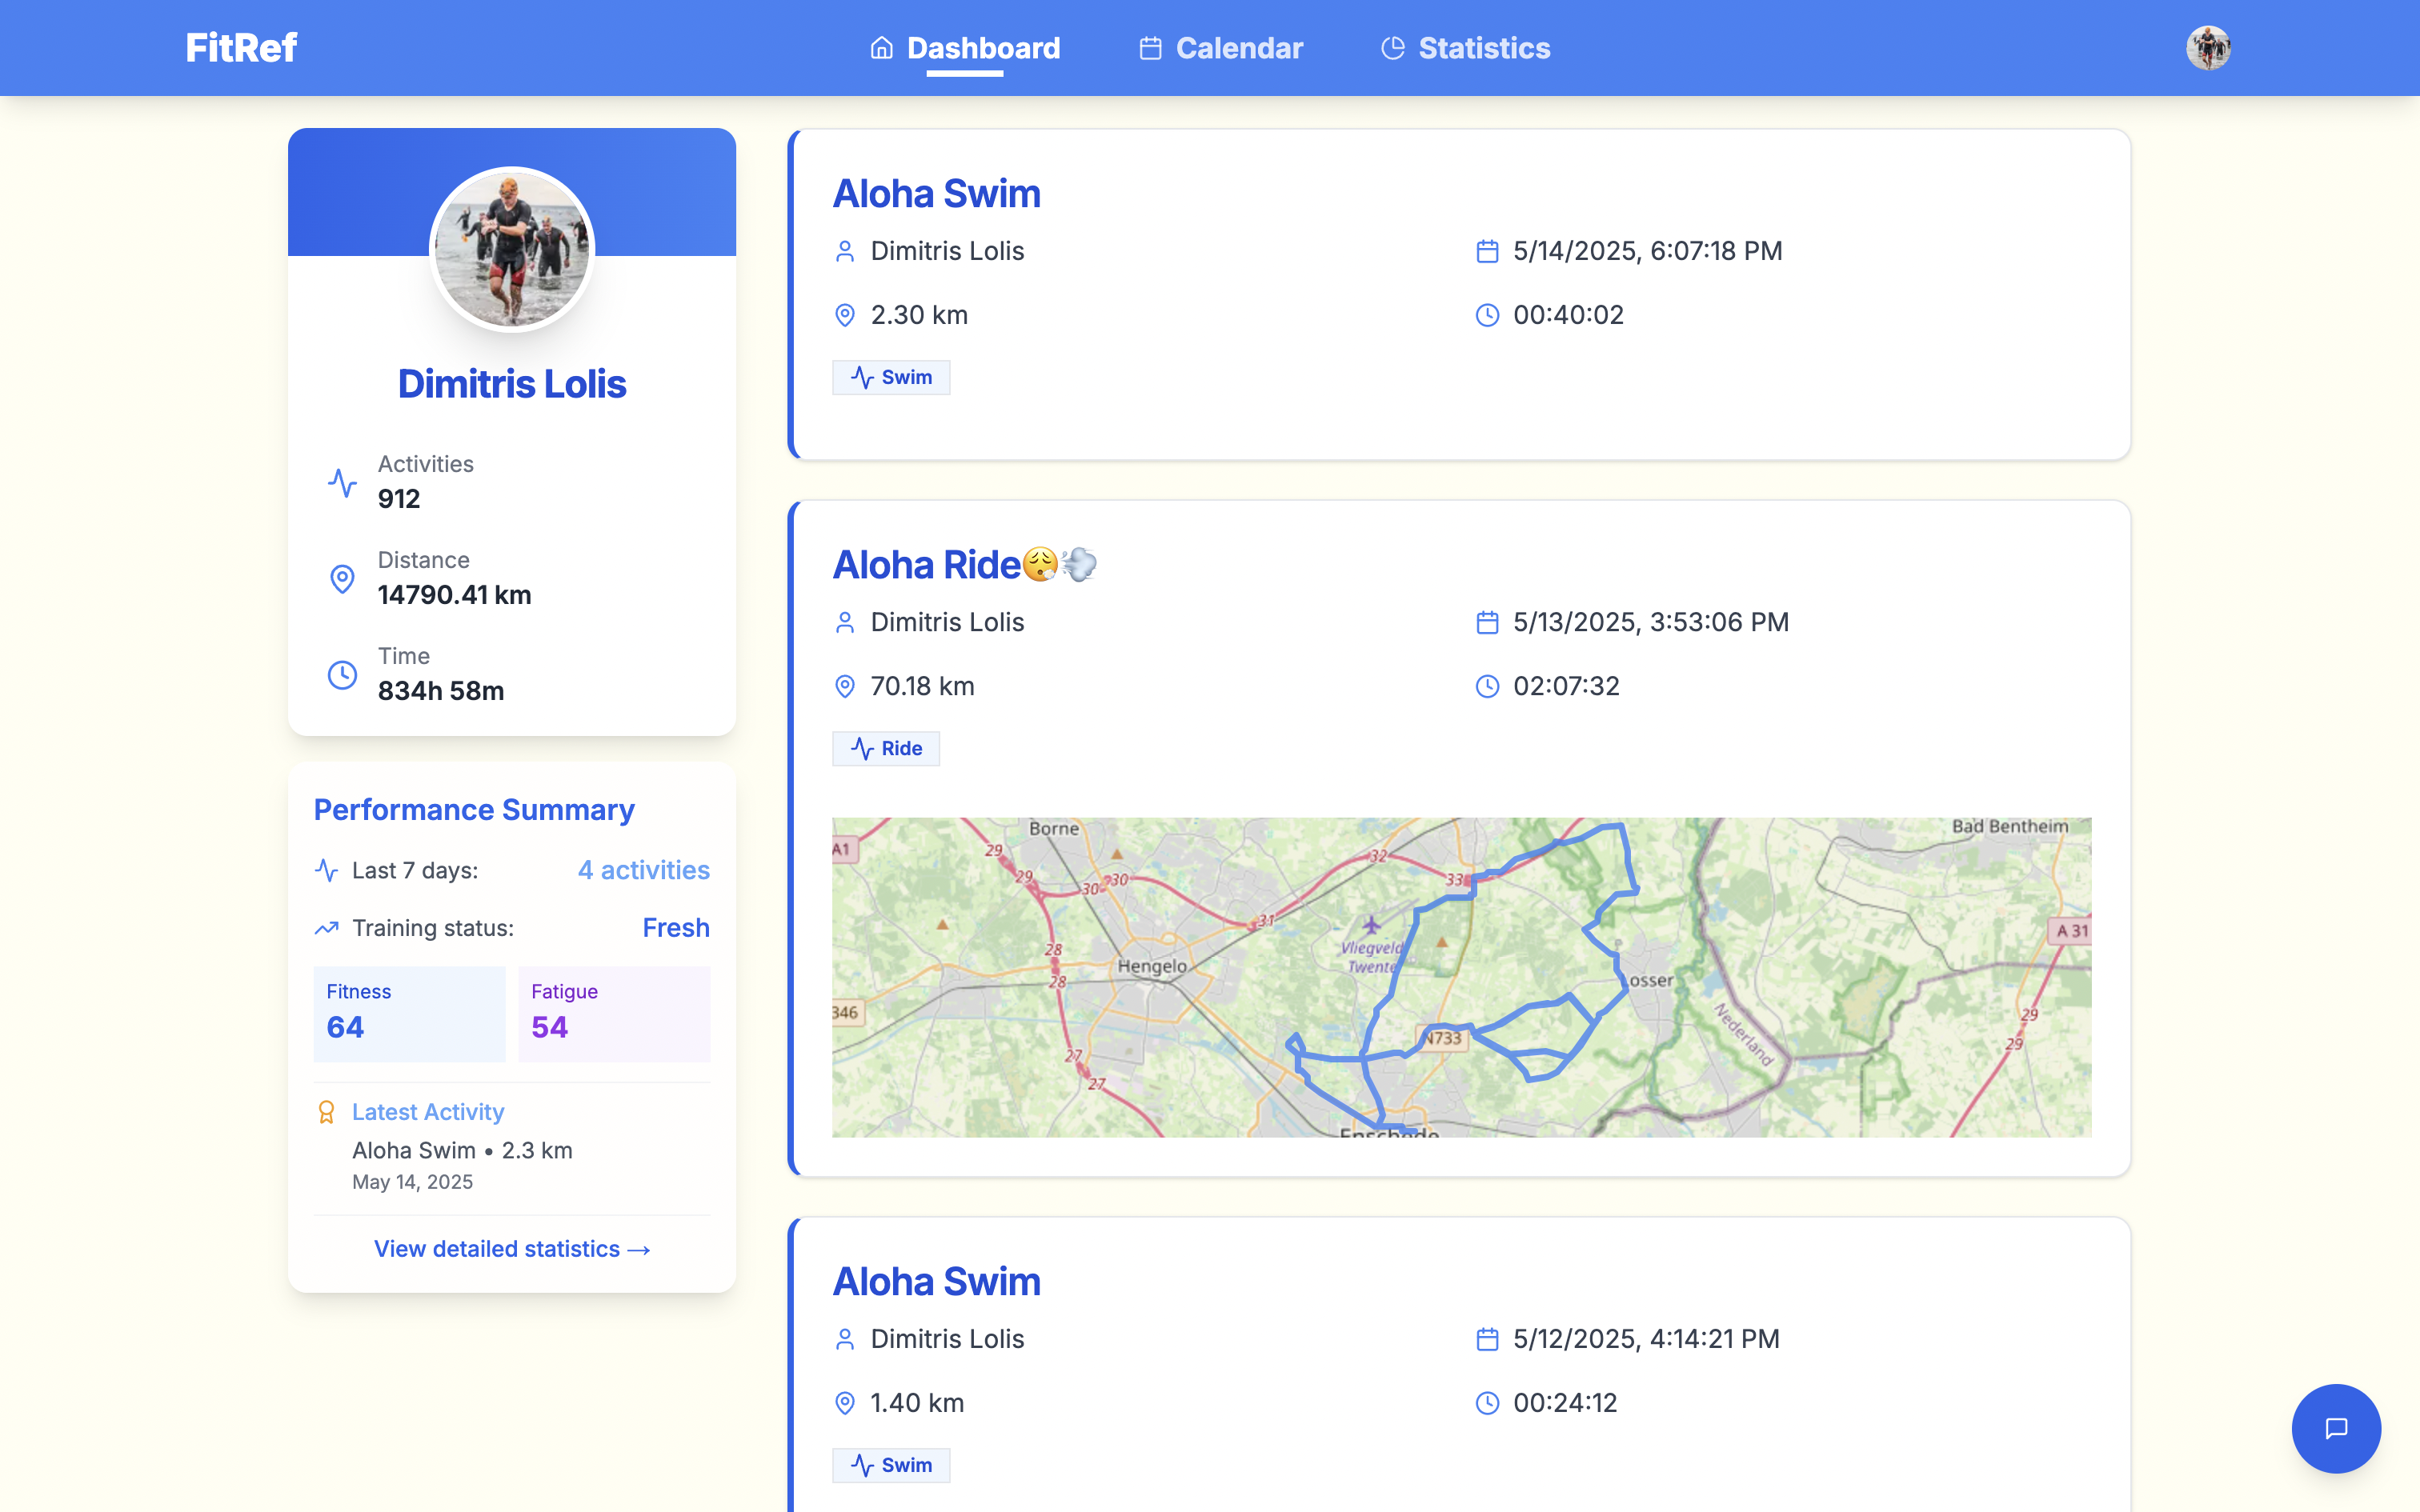 FitRef
Dashboard
Calendar
Statistics
Dimitris Lolis
Activities
912
Distance
14790.41 km
Time
834h 58m
Performance Summary
Last 7 days: 4 activities
Training status: Fresh
Fitness
64
Fatigue
54
Latest Activity
Aloha Swim • 2.3 km
May 14, 2025
View detailed statistics →
Aloha Swim
Dimitris Lolis
5/14/2025, 6:07:18 PM
2.30 km
00:40:02
Swim
Aloha Ride😮‍💨
Dimitris Lolis
5/13/2025, 3:53:06 PM
70.18 km
02:07:32
Ride
Borne
Bad Bentheim
A1
29
32
29
30
30
33
31
A 31
Vliegveld
Twente
28
Hengelo
28
osser
346
N733
Nederland
29
29
27
27
Enschede
Aloha Swim
Dimitris Lolis
5/12/2025, 4:14:21 PM
1.40 km
00:24:12
Swim